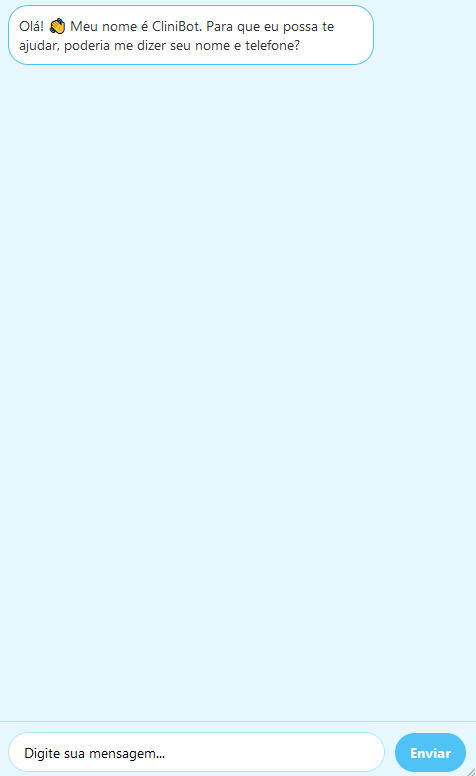 Olá! 👋 Meu nome é CliniBot. Para que eu possa te
ajudar, poderia me dizer seu nome e telefone?
Digite sua mensagem...
Enviar